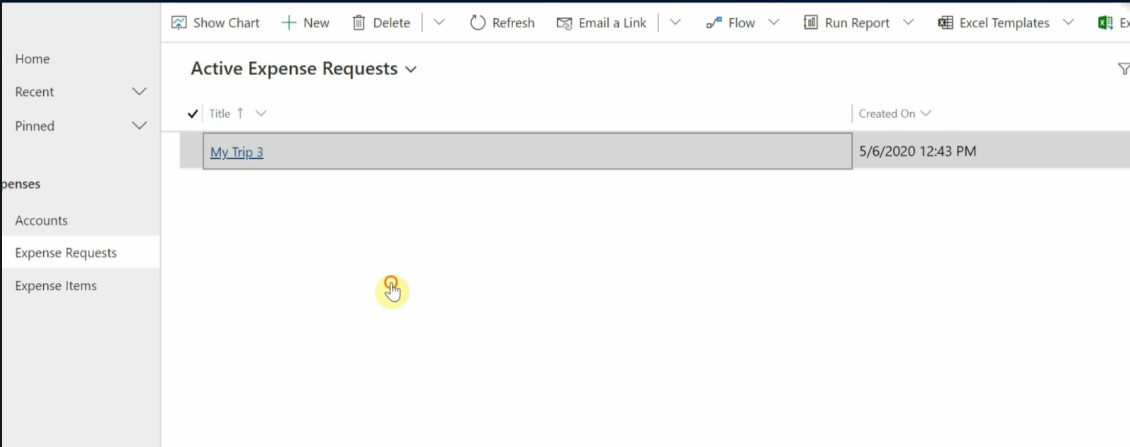 Show Chart New Delete Refresh Email a Link Flow Run Report Excel Templates
Home
Recent
Pinned
penses
Accounts
Expense Requests
Expense Items
Active Expense Requests
Title Created On
My Trip 3 5/6/2020 12:43 PM